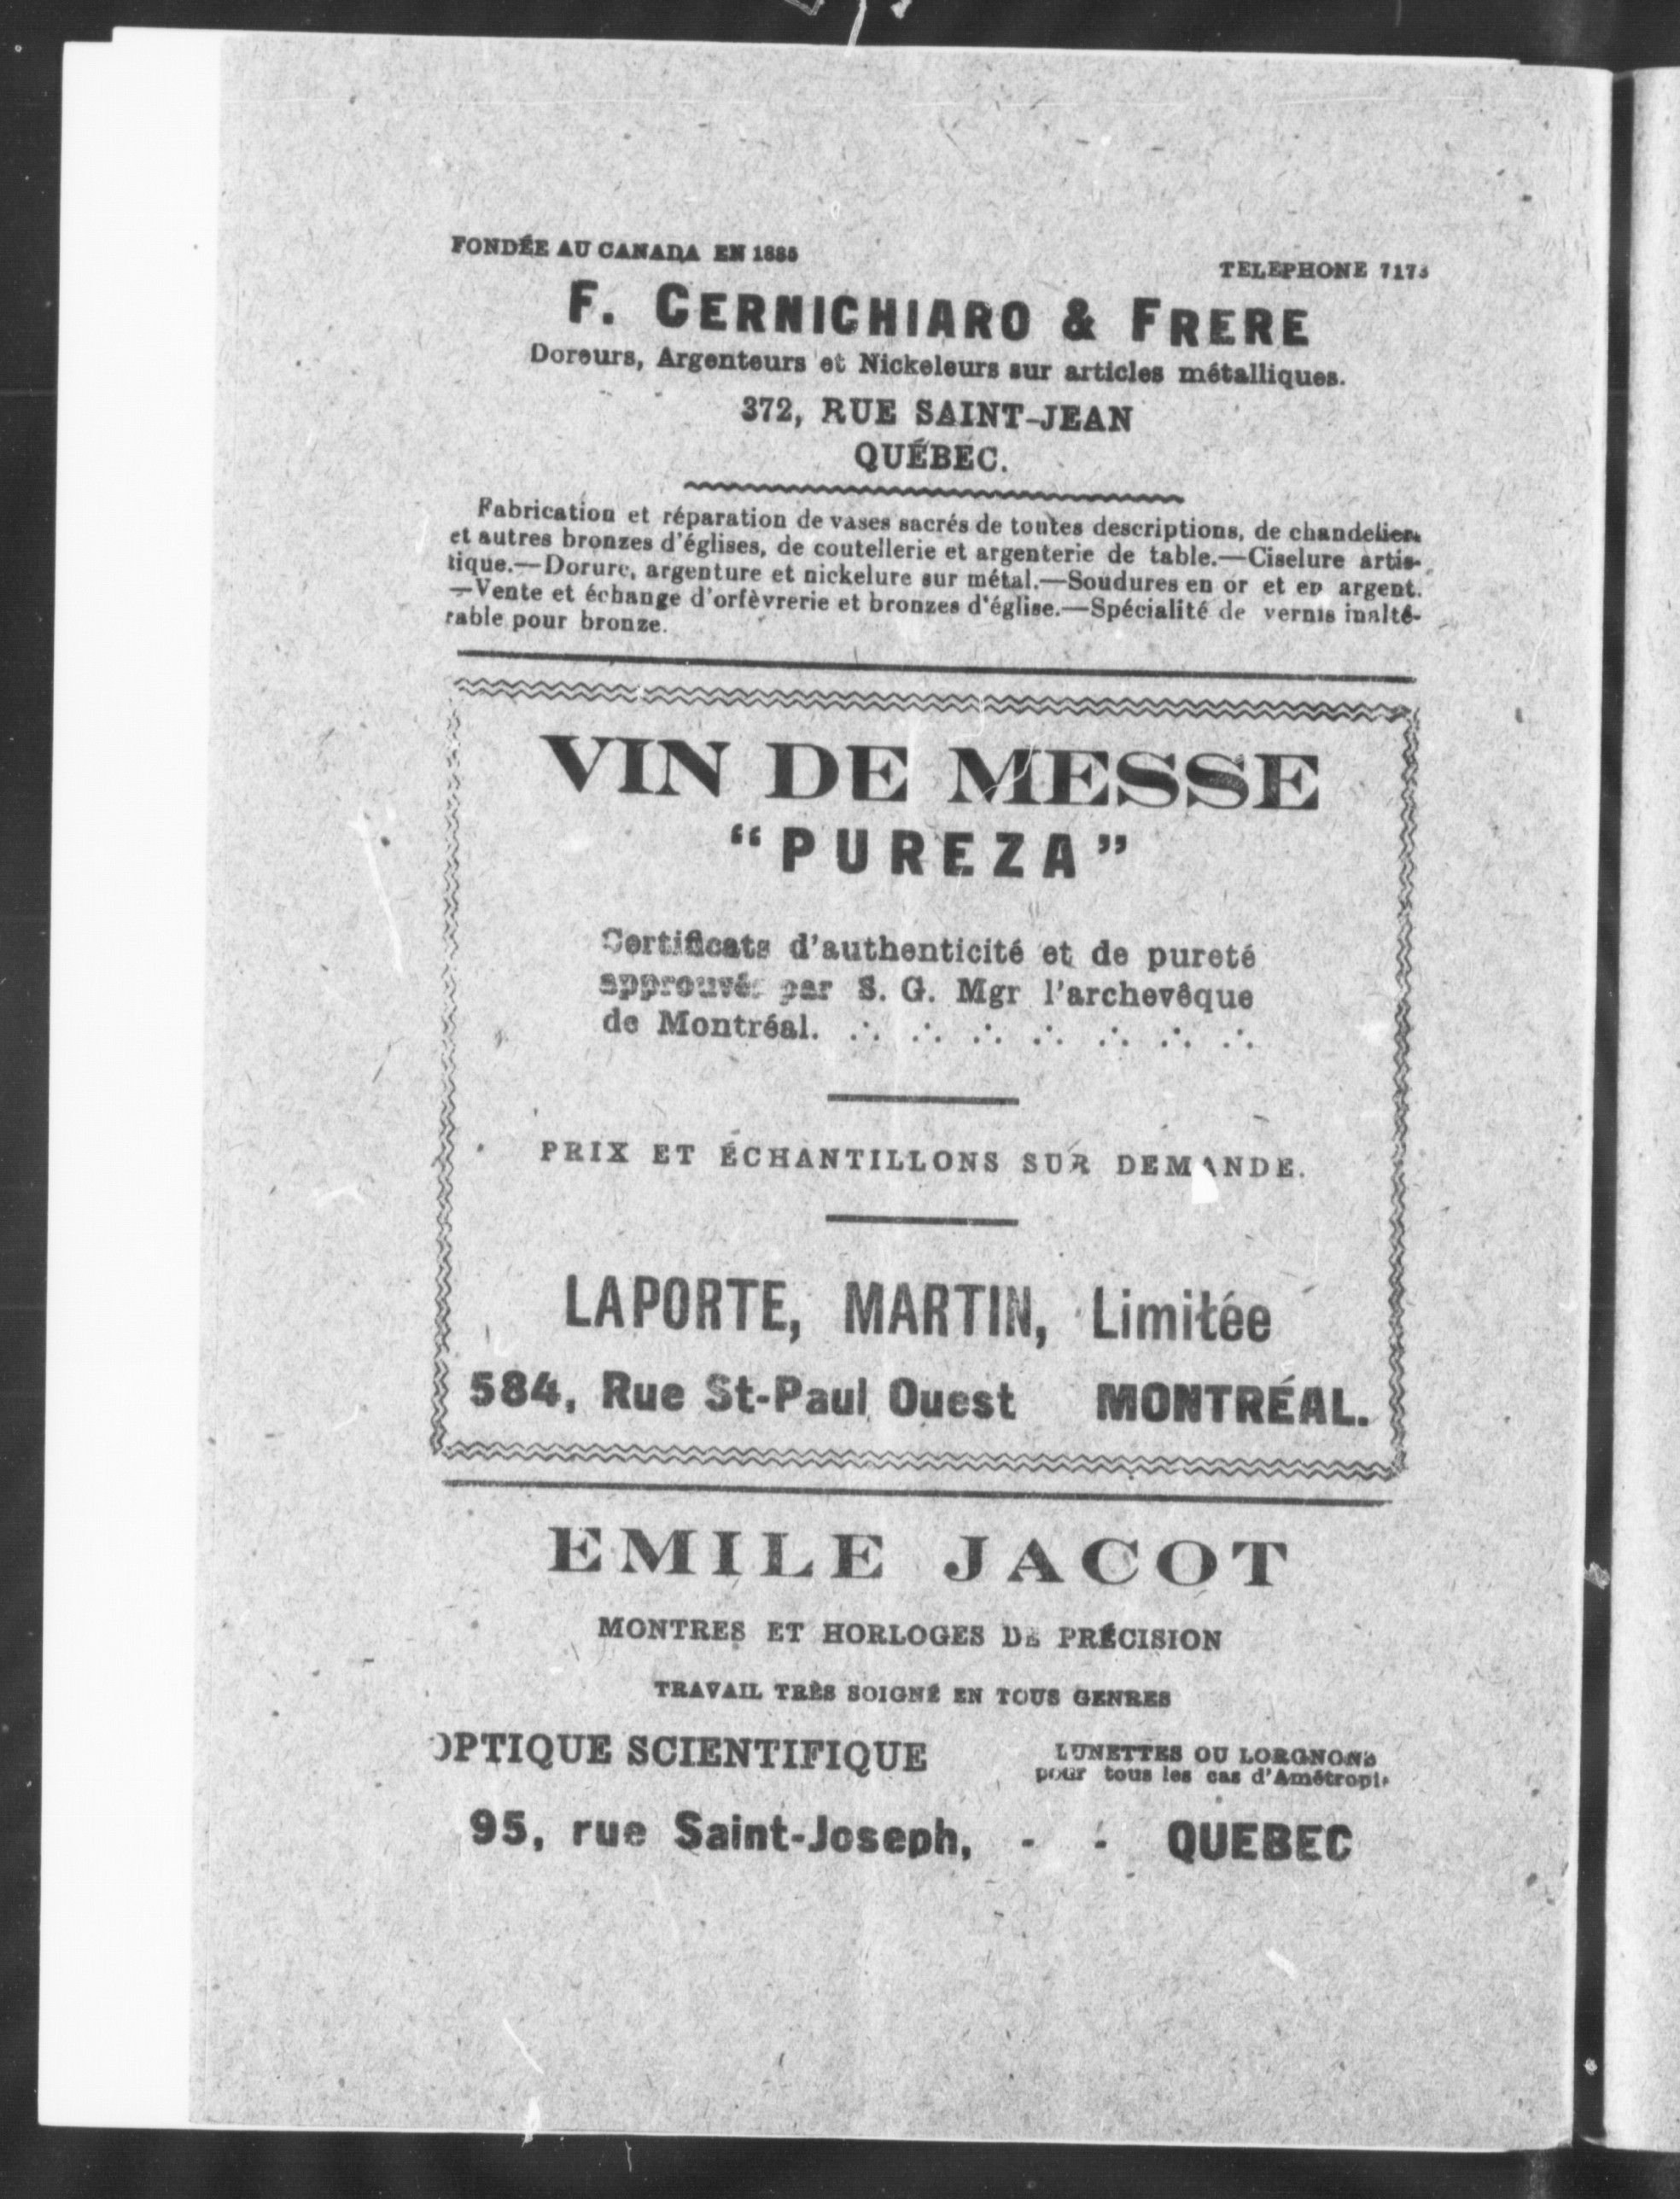 FONDÉE AU CANADA EN 1885
TELEPHONE 7173
F. CERNICHIARO & FRERE
Doreurs, Argenteurs et Nickeleurs sur articles métalliques.
372, RUE SAINT-JEAN
QUÉBEC.
Fabrication et réparation de vases sacrés de toutes descriptions, de chandeliers
et autres bronzes d'églises, de coutellerie et argenterie de table.—Ciselure artis-
tique.—Dorure, argenture et nickelure sur métal.—Soudures en or et en argent.
—Vente et échange d'orfèvrerie et bronzes d'église.—Spécialité de vernis inalté-
rable pour bronze.
VIN DE MESSE
“PUREZA”
Certificats d'authenticité et de pureté
approuvés par S. G. Mgr l'archevêque
de Montréal. ∴ ∴ ∴ ∴ ∴ ∴ ∴
PRIX ET ÉCHANTILLONS SUR DEMANDE.
LAPORTE, MARTIN, Limitée
584, Rue St-Paul Ouest MONTRÉAL.
EMILE JACOT
MONTRES ET HORLOGES DE PRÉCISION
TRAVAIL TRÈS SOIGNÉ EN TOUS GENRES
OPTIQUE SCIENTIFIQUE
LUNETTES OU LORGNONS
pour tous les cas d'Amétropie
95, rue Saint-Joseph, - - QUEBEC